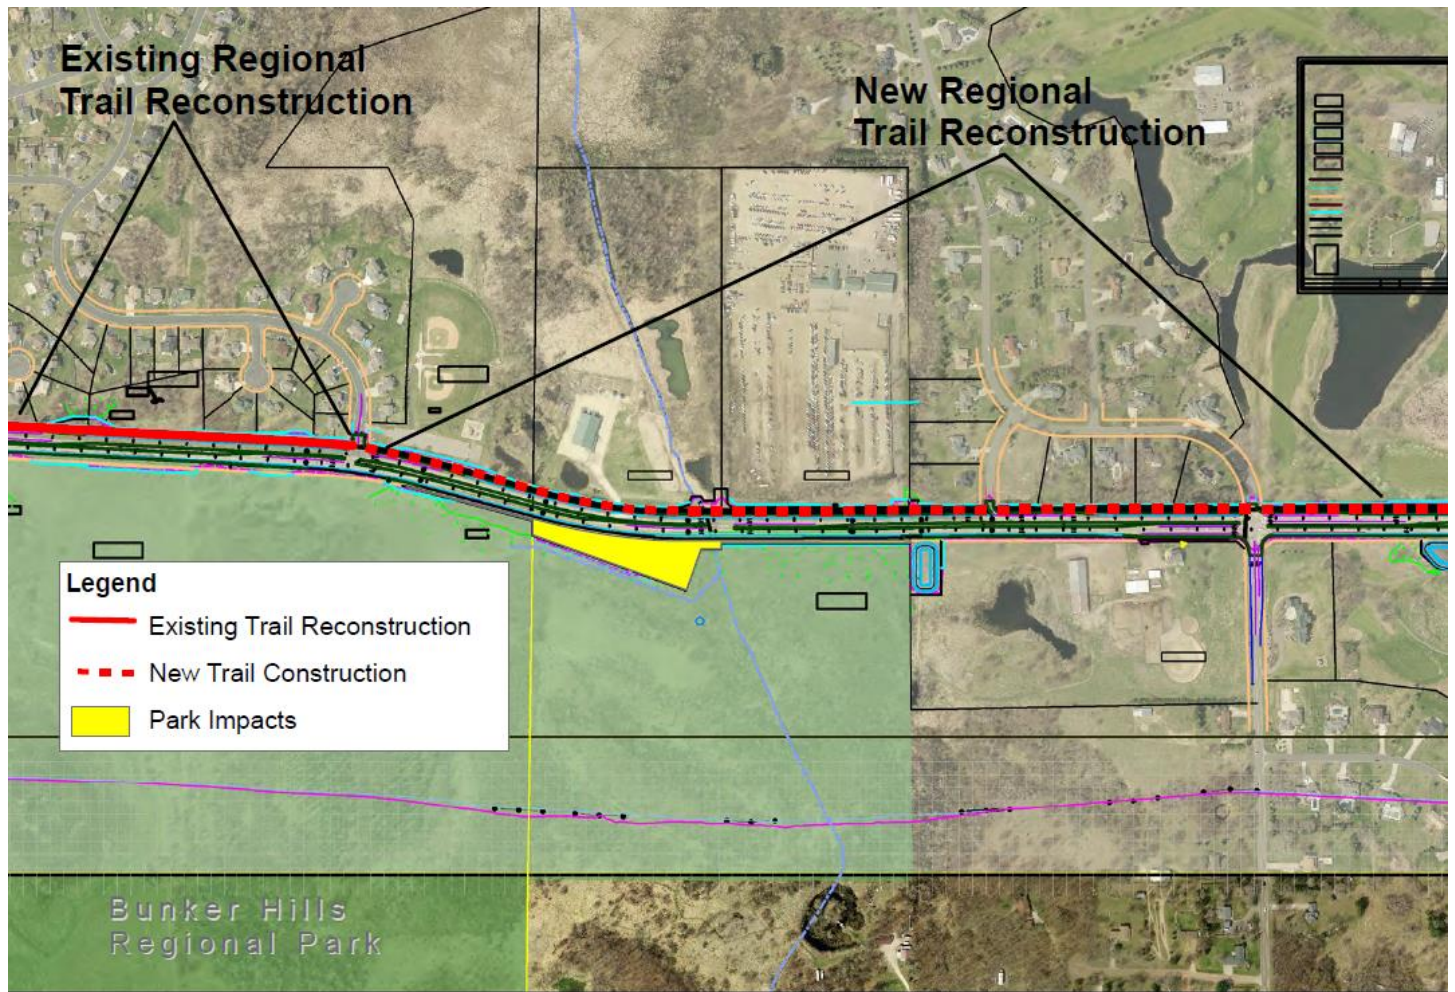 Existing Regional
Trail Reconstruction
New Regional
Trail Reconstruction
Legend
Existing Trail Reconstruction
New Trail Construction
Park Impacts
Bunker Hills
Regional Park